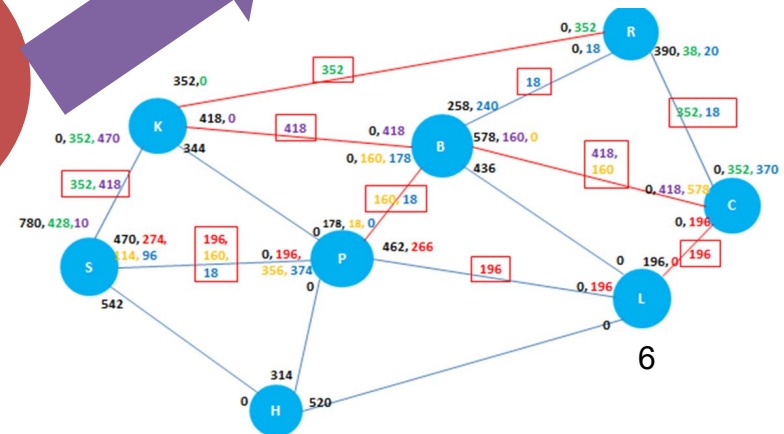 0, 352
R
0, 18
390, 38, 20
352
352,0
18
352, 18
258, 240
418,0
418
0, 418
K
0, 352, 470
B
578, 160, 0
344
0, 160, 178
418,
160
436
0, 352, 370
352, 418
160, 18
0, 418, 578
C
0, 196
780, 428,10
0
178, 18, 0
470, 274,
114, 96
196,
160,
18
0, 196,
356, 374
P
462, 266
0
196, 0
196
S
196
0
0, 196
L
542
0
6
314
0
H
520